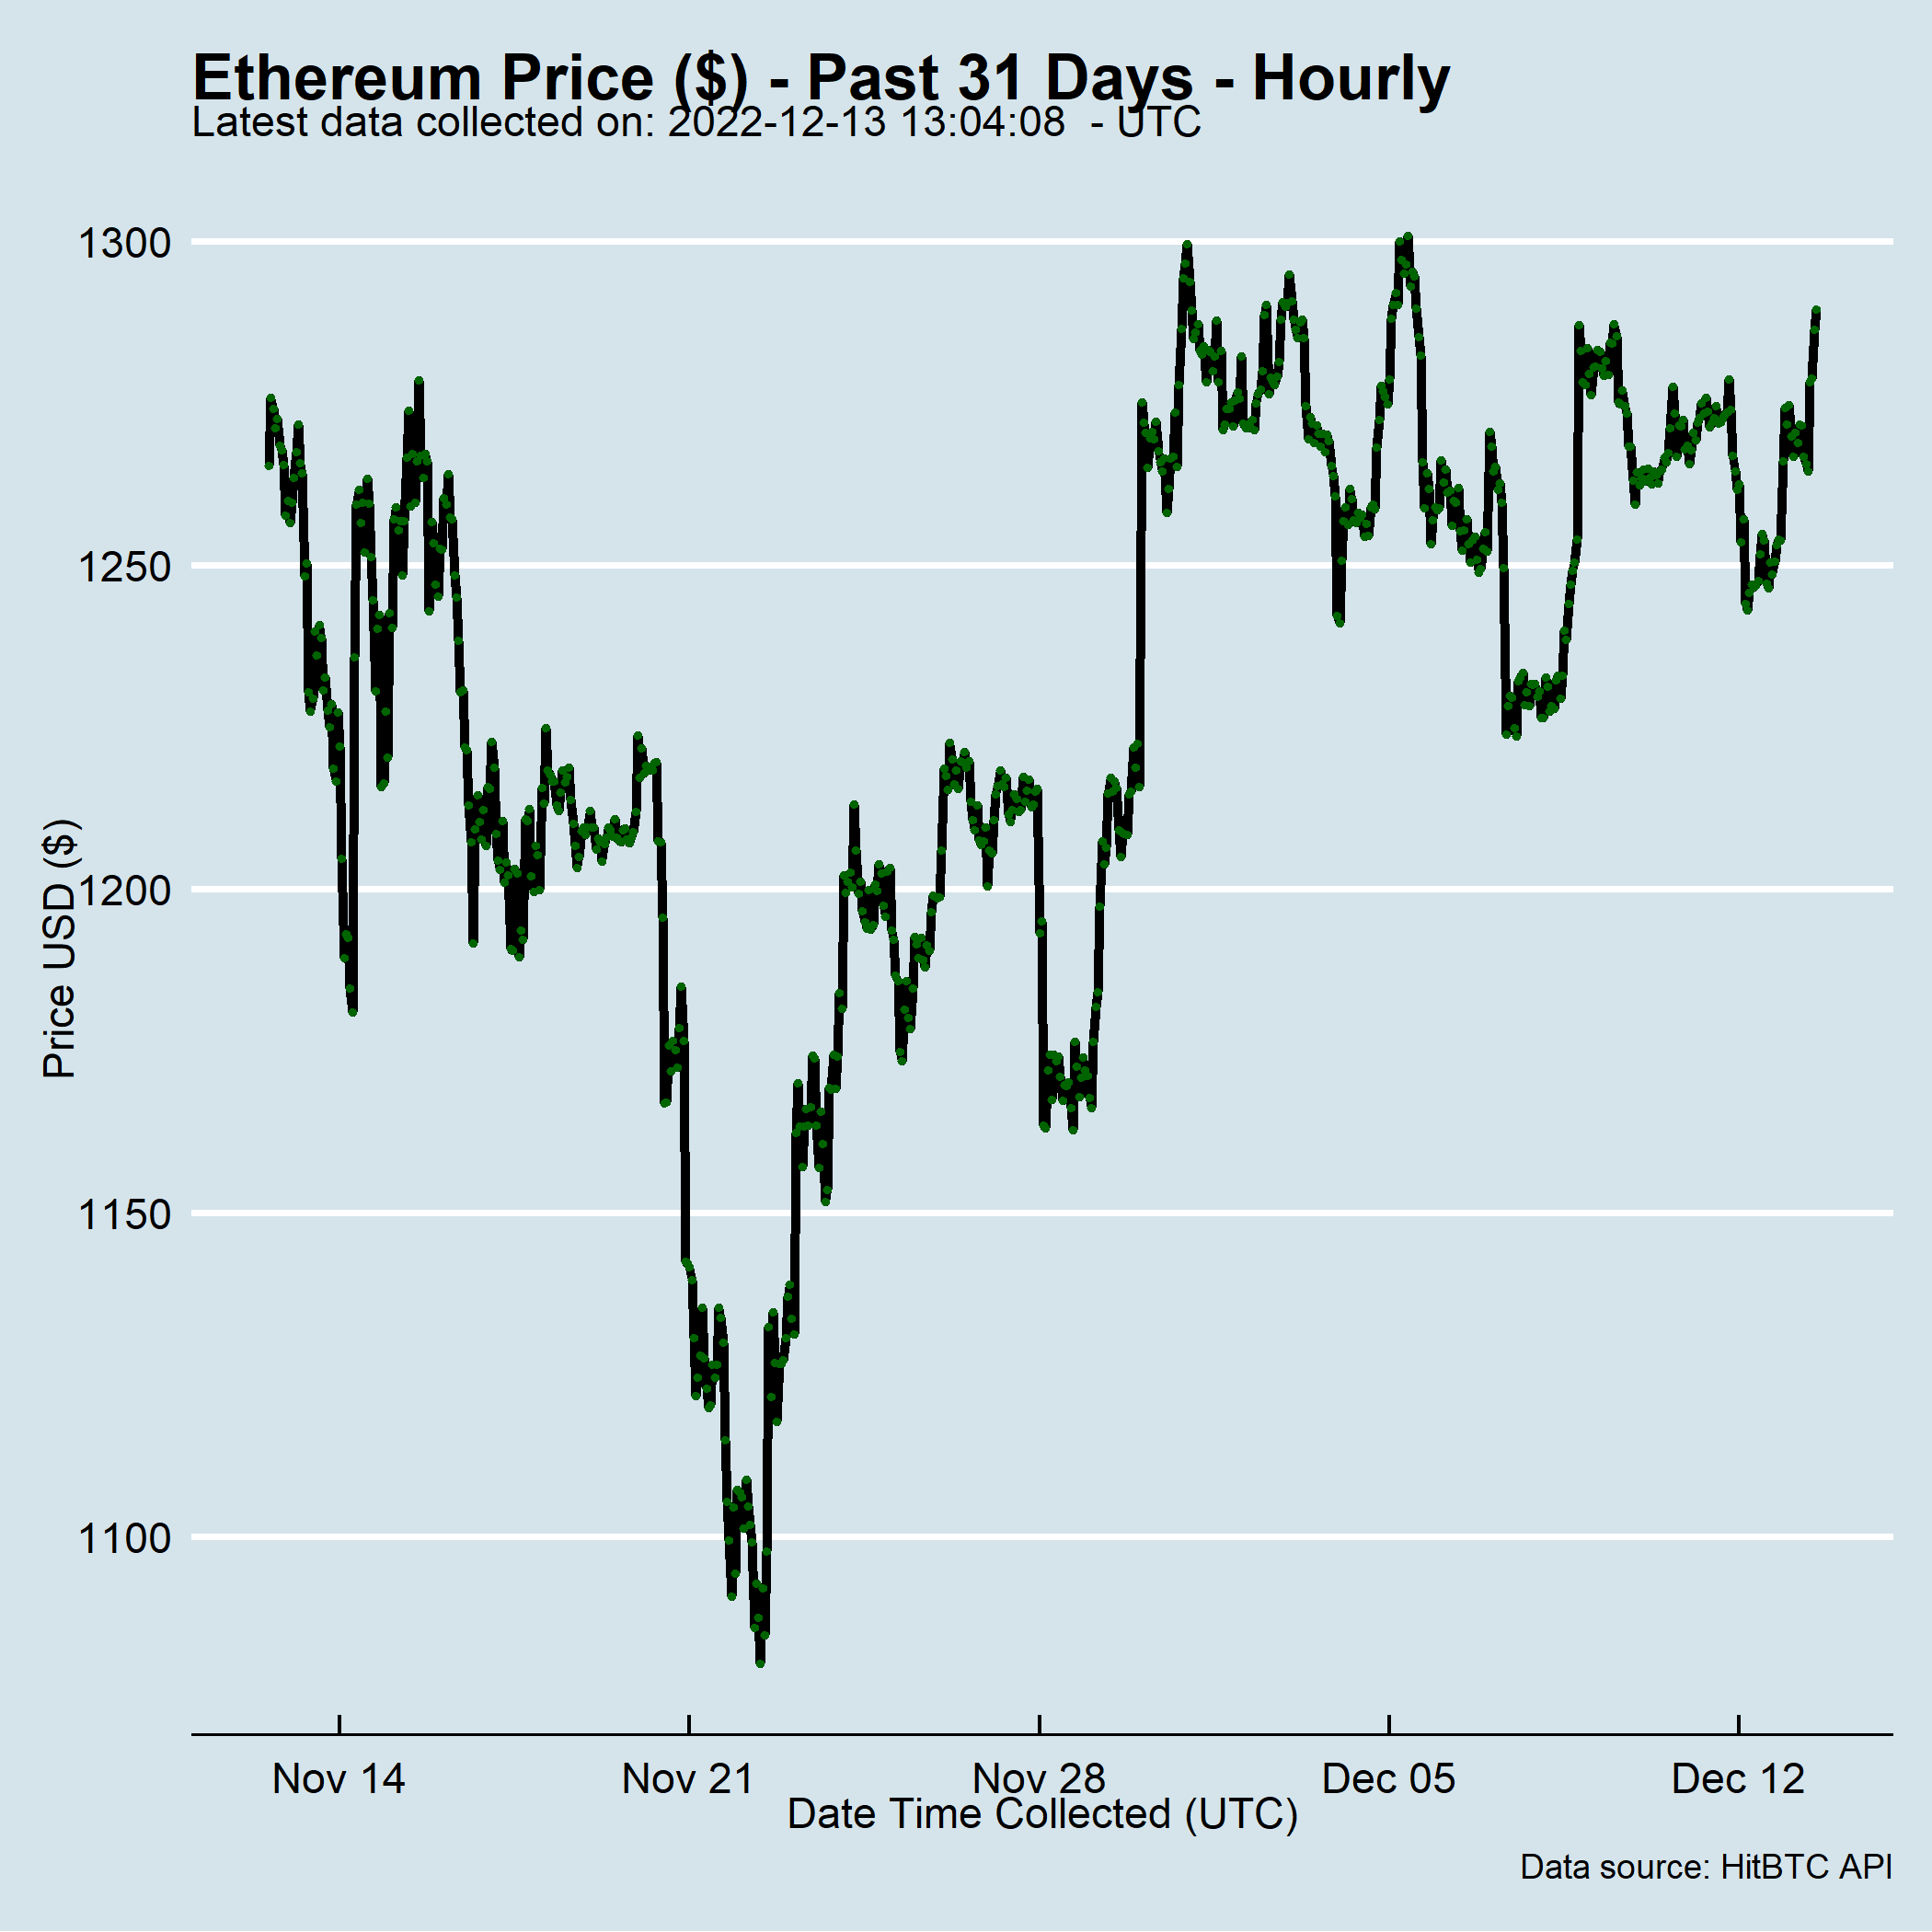 Ethereum Price ($) - Past 31 Days - Hourly
Latest data collected on: 2022-12-13 13:04:08  - UTC
1300
1250
1200
1150
1100
Price USD ($)
Nov 14
Nov 21
Nov 28
Dec 05
Dec 12
Date Time Collected (UTC)
Data source: HitBTC API